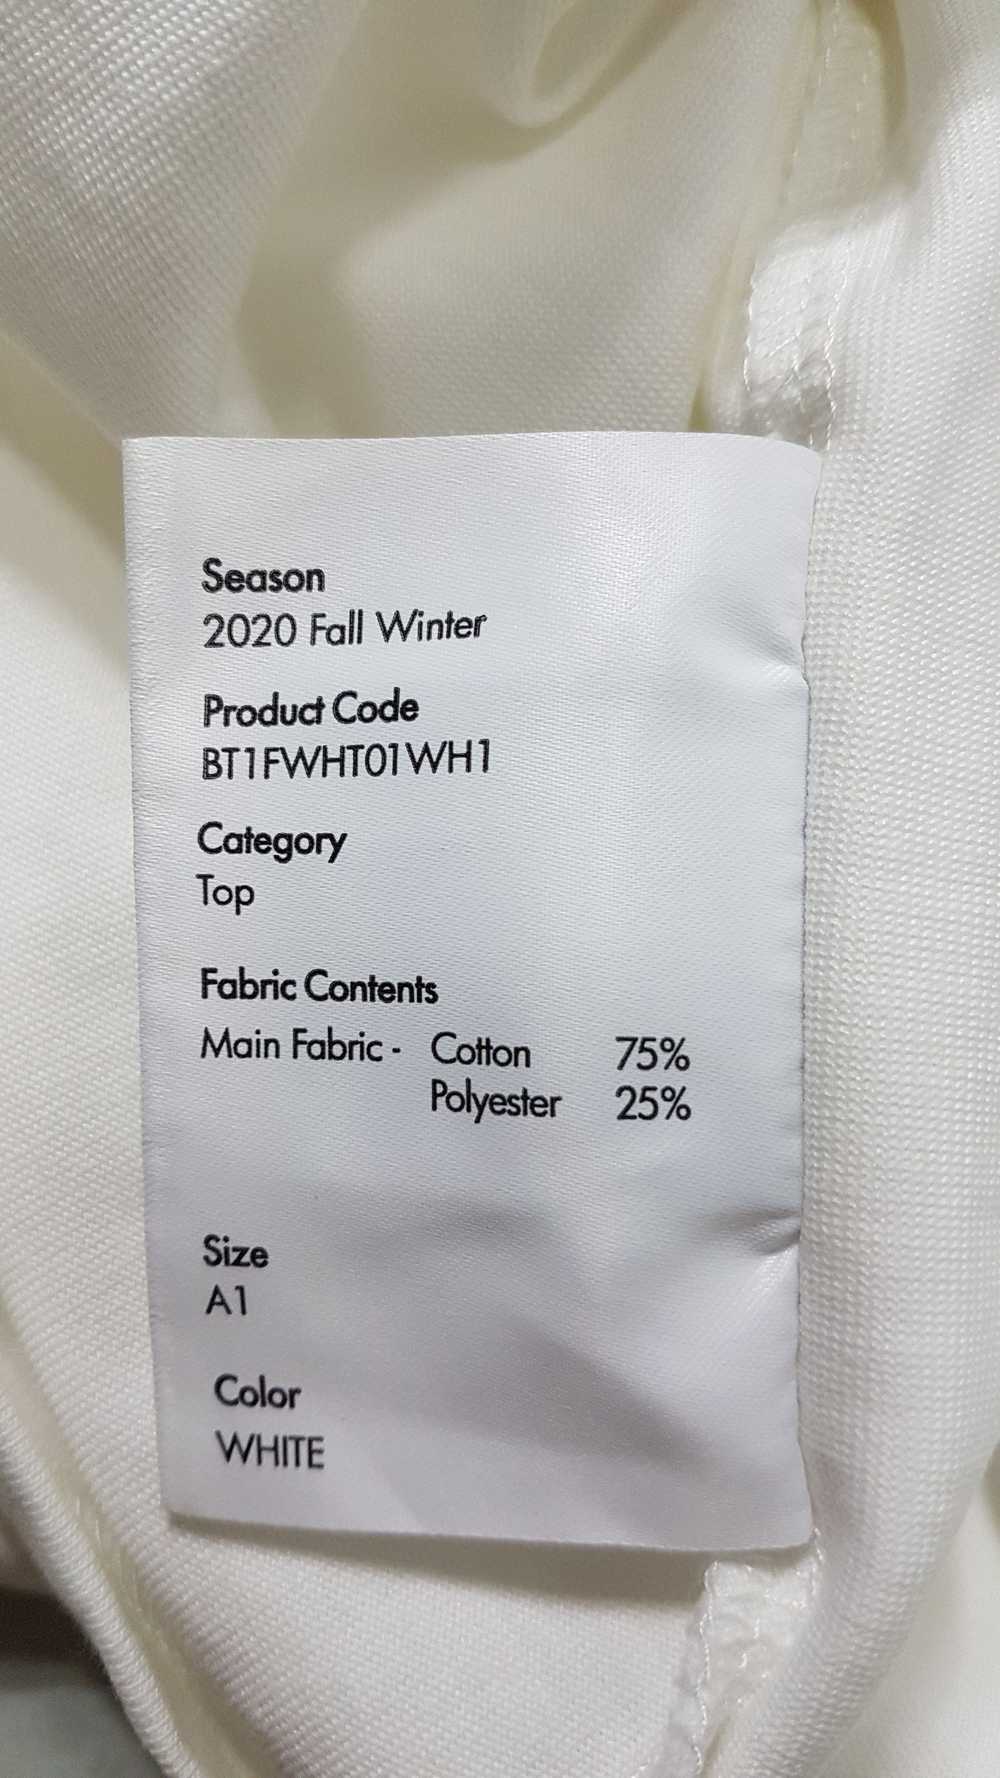 Season
2020 Fall Winter
Product Code
BT1FWHT01WH1
Category
Top
Fabric Contents
Main Fabric - Cotton 75%
Polyester 25%
Size
A1
Color
WHITE